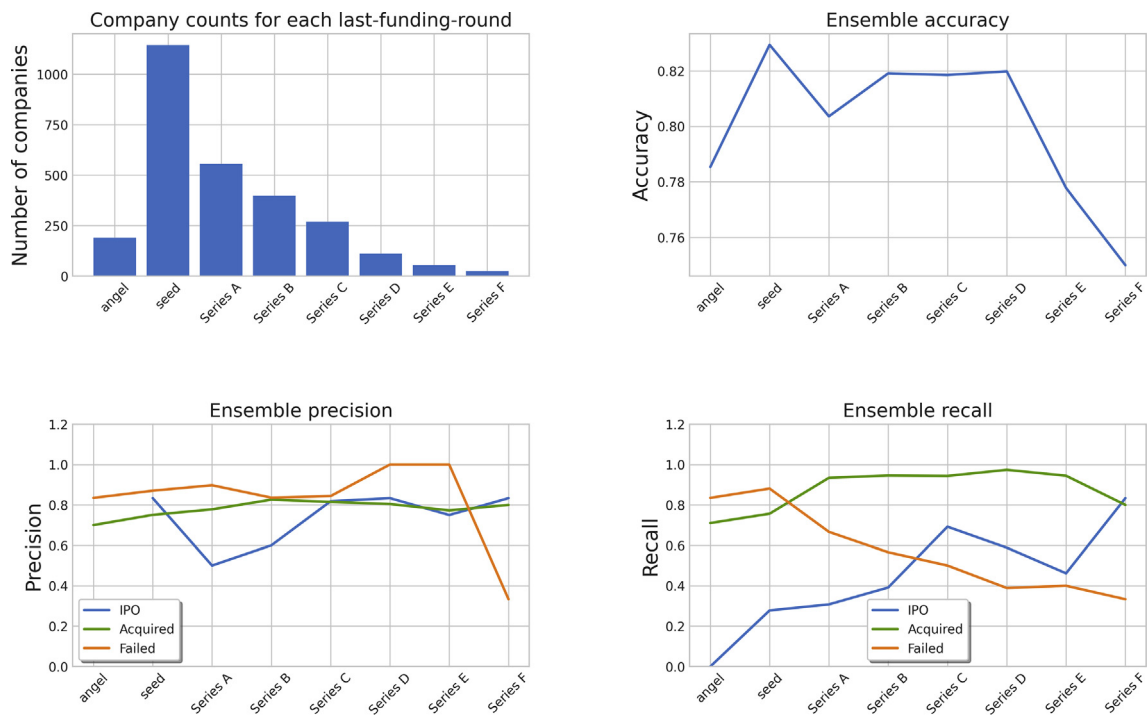 Company counts for each last-funding-round
Number of companies
1000
750
500
250
0
angel
seed
Series A
Series B
Series C
Series D
Series E
Series F
Ensemble accuracy
Accuracy
0.82
0.80
0.78
0.76
angel
seed
Series A
Series B
Series C
Series D
Series E
Series F
Ensemble precision
Precision
1.2
1.0
0.8
0.6
0.4
0.2
0.0
IPO
Acquired
Failed
angel
seed
Series A
Series B
Series C
Series D
Series E
Series F
Ensemble recall
Recall
1.2
1.0
0.8
0.6
0.4
0.2
0.0
IPO
Acquired
Failed
angel
seed
Series A
Series B
Series C
Series D
Series E
Series F